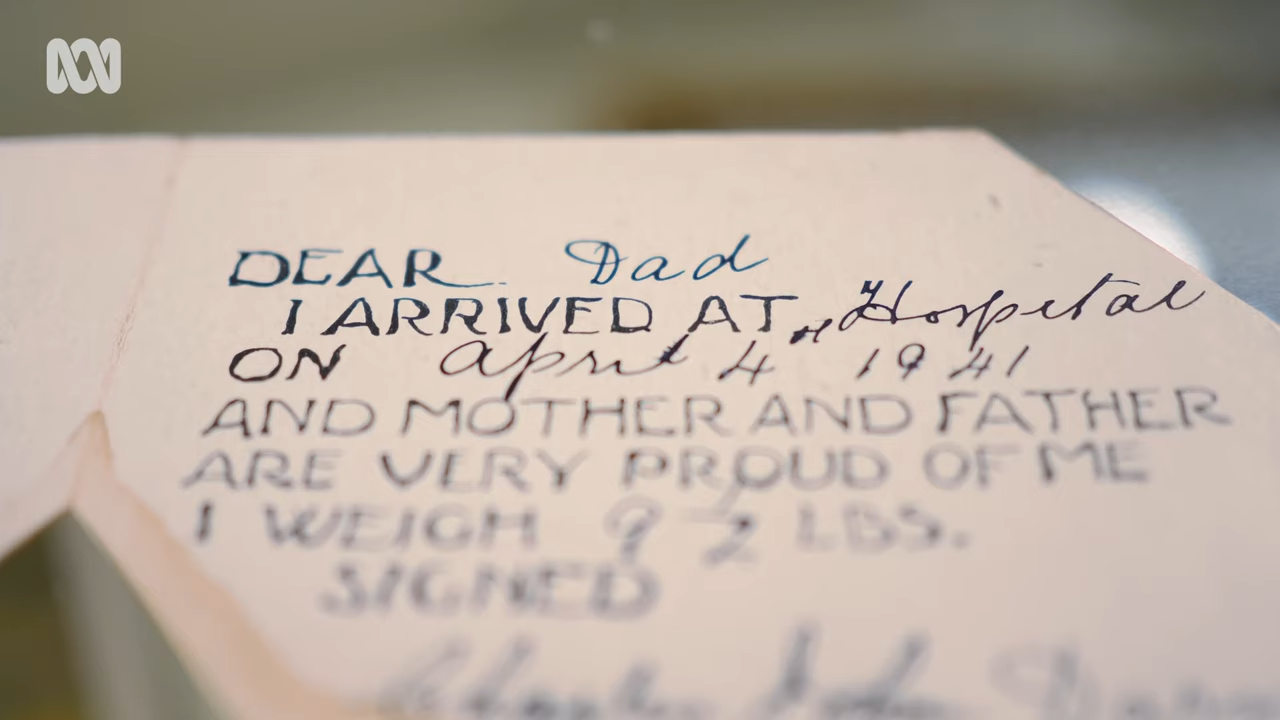 DEAR Dad
I ARRIVED AT Hospital
ON April 4 1941
AND MOTHER AND FATHER
ARE VERY PROUD OF ME
I WEIGH 9 LBS.
SIGNED